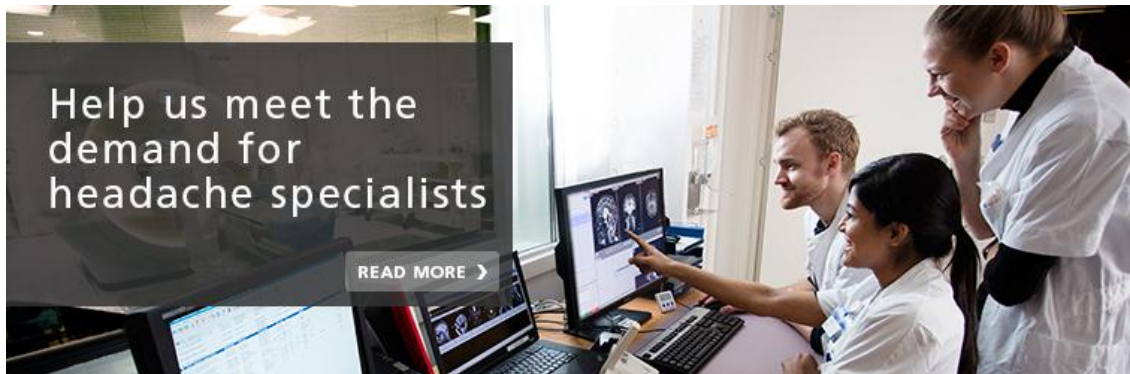 Help us meet the
demand for
headache specialists
READ MORE ❯